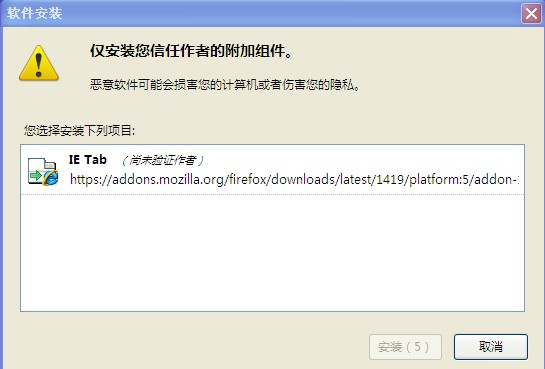 软件安装
仅安装您信任作者的附加组件。
恶意软件可能会损害您的计算机或者伤害您的隐私。
您选择安装下列项目:
IE Tab (尚未验证作者)
https://addons.mozilla.org/firefox/downloads/latest/1419/platform:5/addon-
安装(5)
取消